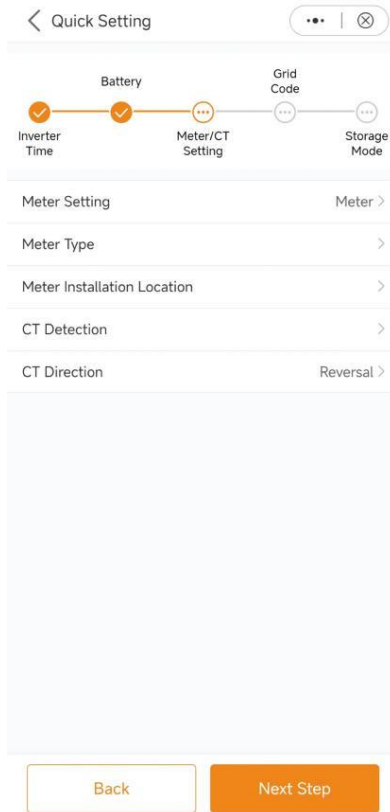 Quick Setting
Battery
Grid
Code
Inverter
Time
Meter/CT
Setting
Storage
Mode
Meter Setting
Meter
Meter Type
Meter Installation Location
CT Detection
CT Direction
Reversal
Back
Next Step